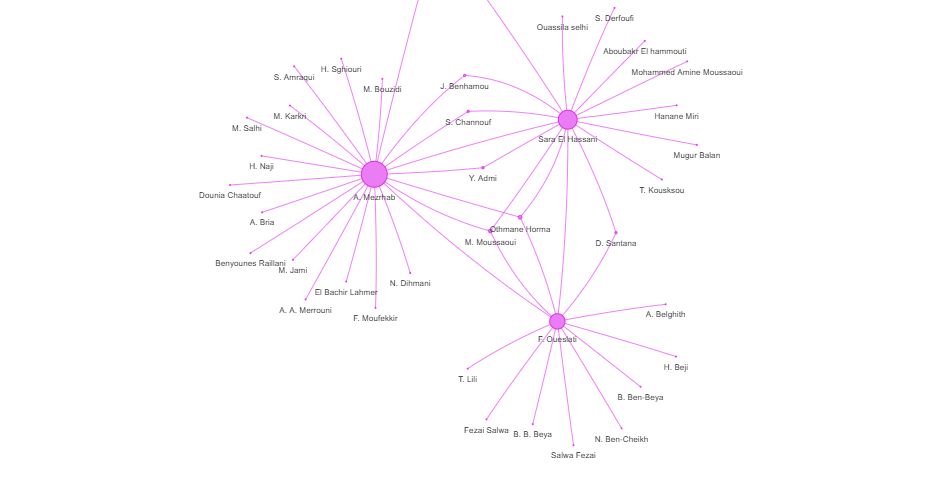 S. Derfoufi
Ouassila selhi
Aboubakr El hammouti
H. Sghiouri
Mohammed Amine Moussaoui
S. Amraqui
J. Benhamou
M. Bouzidi
M. Karkri
Hanane Miri
S. Channouf
M. Salhi
Sara El Hassani
Mugur Balan
H. Naji
Y. Admi
T. Kousksou
Dounia Chaatouf
A. Mezrhab
A. Bria
Othmane Horma
M. Moussaoui
D. Santana
Benyounes Raillani
M. Jami
N. Dihmani
El Bachir Lahmer
A. A. Merrouni
A. Belghith
F. Moufekkir
F. Oueslati
H. Beji
T. Lili
B. Ben-Beya
Fezai Salwa
B. B. Beya
N. Ben-Cheikh
Salwa Fezai